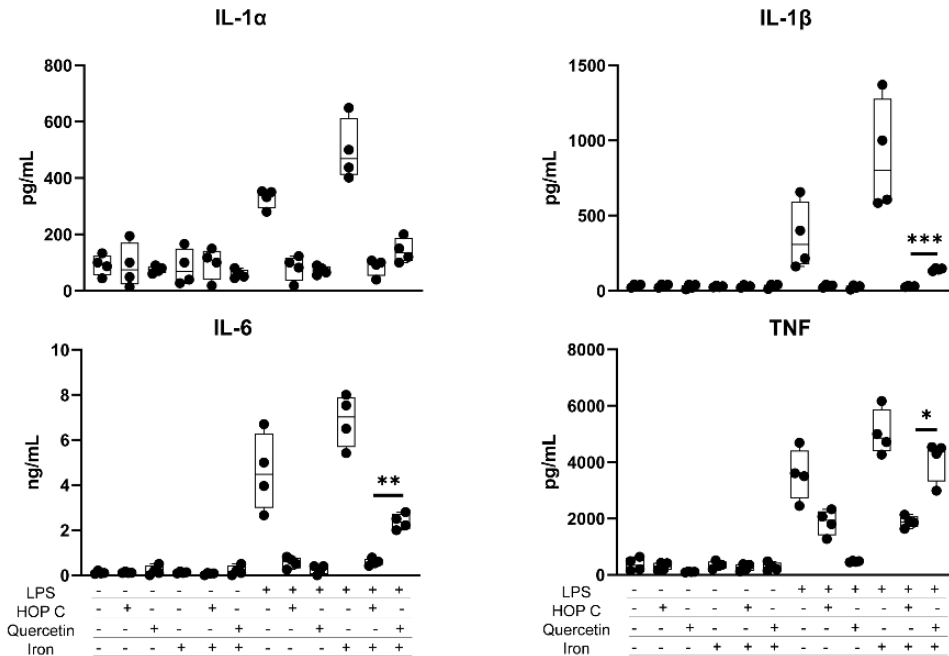 IL-1α
pg/mL
800
600
400
200
0
IL-1β
pg/mL
1500
1000
500
0
***
IL-6
ng/mL
10
8
6
4
2
0
**
TNF
pg/mL
8000
6000
4000
2000
0
*
LPS - - - - - - + + + + + +
HOP C - + - - + - - + - - + -
Quercetin - - + - - + - - + - - +
Iron - - - + + + - - - + + +
LPS - - - - - - + + + + + +
HOP C - + - - + - - + - - + -
Quercetin - - + - - + - - + - - +
Iron - - - + + + - - - + + +